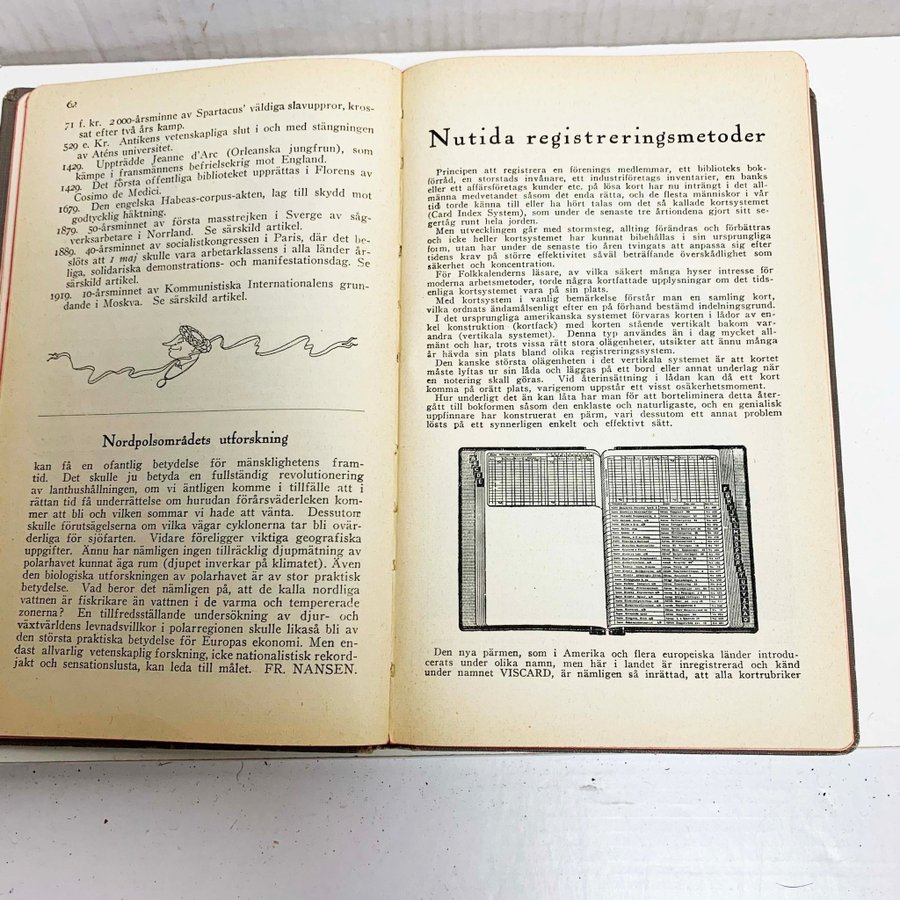 62
71 f. kr. 2 000-årsminne av Spartacus' väldiga slavuppror, kros-
sat efter två års kamp.
529 e. Kr. Antikens vetenskapliga slut i och med stängningen
av Aténs universitet.
1429. Uppträdde Jeanne d'Arc (Orleanska jungfrun), som
kämpe i fransmännens befrielsekrig mot England.
1429. Det första offentliga biblioteket upprättas i Florens av
Cosimo de Medici.
1679. Den engelska Habeas-corpus-akten, lag till skydd mot
godtycklig häktning.
1879. 50-årsminnet av första masstrejken i Sverge av såg-
verksarbetare i Norrland. Se särskild artikel.
1889. 40-årsminnet av socialistkongressen i Paris, där det be-
slöts att 1 maj skulle vara arbetarklassens i alla länder år-
liga, solidariska demonstrations- och manifestationsdag. Se
särskild artikel.
1919. 10-årsminnet av Kommunistiska Internationalens grun-
dande i Moskva. Se särskild artikel.
Nordpolsområdets utforskning
kan få en ofantlig betydelse för mänsklighetens fram-
tid. Det skulle ju betyda en fullständig revolutionering
av lanthushållningen, om vi äntligen komme i tillfälle att i
rättan tid få underrättelse om hurudan förårsväderleken kom-
mer att bli och vilken sommar vi hade att vänta. Dessutom
skulle förutsägelserna om vilka vägar cyklonerna tar bli ovär-
derliga för sjöfarten. Vidare föreligger viktiga geografiska
uppgifter. Ännu har nämligen ingen tillräcklig djupmätning av
polarhavet kunnat äga rum (djupet inverkar på klimatet). Även
den biologiska utforskningen av polarhavet är av stor praktisk
betydelse. Vad beror det nämligen på, att de kalla nordliga
vattnen är fiskrikare än vattnen i de varma och tempererade
zonerna? En tillfredsställande undersökning av djur- och
växtvärldens levnadsvillkor i polarregionen skulle likaså bli av
den största praktiska betydelse för Europas ekonomi. Men en-
dast allvarlig vetenskaplig forskning, icke nationalistisk rekord-
jakt och sensationslusta, kan leda till målet. FR. NANSEN.
Nutida registreringsmetoder
Principen att registrera en förenings medlemmar, ett biblioteks bok-
förråd, en storstads invånare, ett industriföretags inventarier, en banks
eller ett affärsföretags kunder etc. på lösa kort har nu inträngt i det all-
männa medvetandet såsom det enda rätta, och de flesta människor i vår
tid torde känna till eller ha hört talas om det så kallade kortsystemet
(Card Index System), som under de senaste tre årtiondena gjort sitt se-
gertåg runt hela jorden.
Men utvecklingen går med stormsteg, allting förändras och förbättras
och icke heller kortsystemet har kunnat bibehållas i sin ursprungliga
form, utan har under de senaste tio åren tvingats att anpassa sig efter
tidens krav på större effektivitet såväl beträffande överskådlighet som
säkerhet och koncentration.
För Folkkalenderns läsare, av vilka säkert många hyser intresse för
moderna arbetsmetoder, torde några kortfattade upplysningar om det tids-
enliga kortsystemet vara på sin plats.
Med kortsystem i vanlig bemärkelse förstår man en samling kort,
vilka ordnats ändamålsenligt efter en på förhand bestämd indelningsgrund.
I det ursprungliga amerikanska systemet förvaras korten i lådor av en-
kel konstruktion (kortfack) med korten stående vertikalt bakom var-
andra (vertikala systemet). Denna typ användes än i dag mycket all-
mänt och har, trots vissa rätt stora olägenheter, utsikter att ännu många
år hävda sin plats bland olika registreringssystem.
Den kanske största olägenheten i det vertikala systemet är att kortet
måste lyftas ur sin låda och läggas på ett bord eller annat underlag när
en notering skall göras. Vid återinsättning i lådan kan då ett kort
komma på orätt plats, varigenom uppstår ett visst osäkerhetsmoment.
Hur underligt det än kan låta har man för att borteliminera detta åter-
gått till bokformen såsom den enklaste och naturligaste, och en genialisk
uppfinnare har konstruerat en pärm, vari dessutom ett annat problem
lösts på ett synnerligen enkelt och effektivt sätt.
Den nya pärmen, som i Amerika och flera europeiska länder introdu-
cerats under olika namn, men här i landet är inregistrerad och känd
under namnet VISCARD, är nämligen så inrättad, att alla kortrubriker